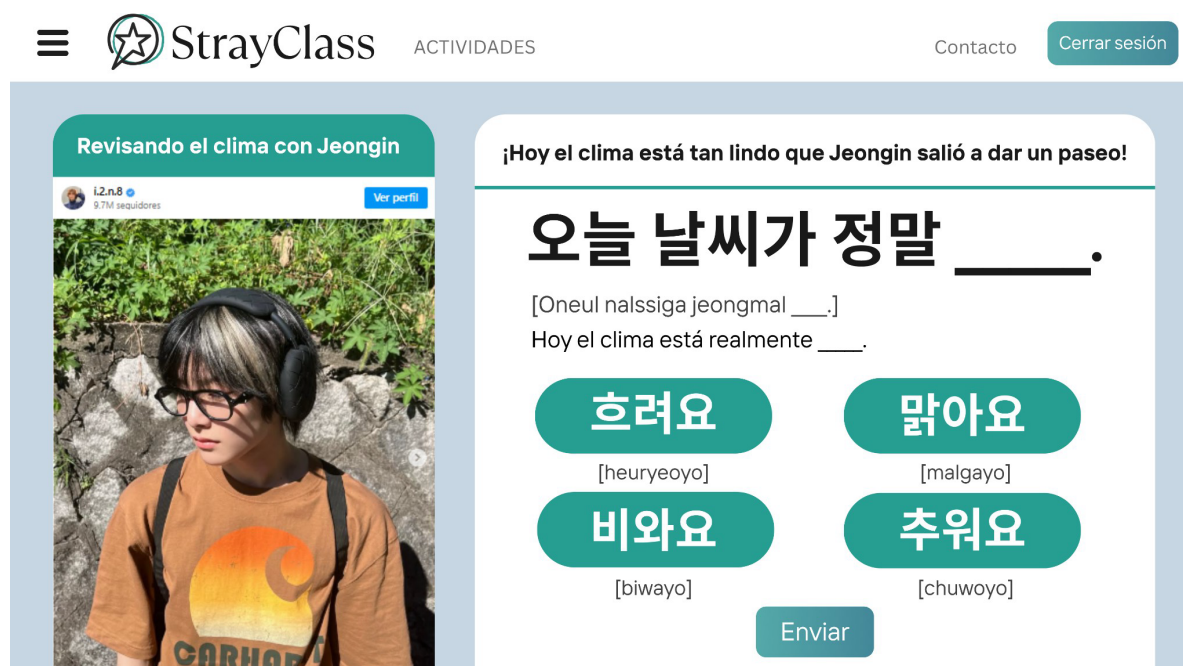 StrayClass
ACTIVIDADES
Contacto
Cerrar sesión
Revisando el clima con Jeongin
i.2.n.8
Ver perfil
9.7M seguidores
CARHART
¡Hoy el clima está tan lindo que Jeongin salió a dar un paseo!
오늘 날씨가 정말 _____.
[Oneul nalssiga jeongmal ___.]
Hoy el clima está realmente ____.
흐려요
맑아요
[heuryeoyo]
[malgayo]
비와요
추워요
[biwayo]
[chuwoyo]
Enviar